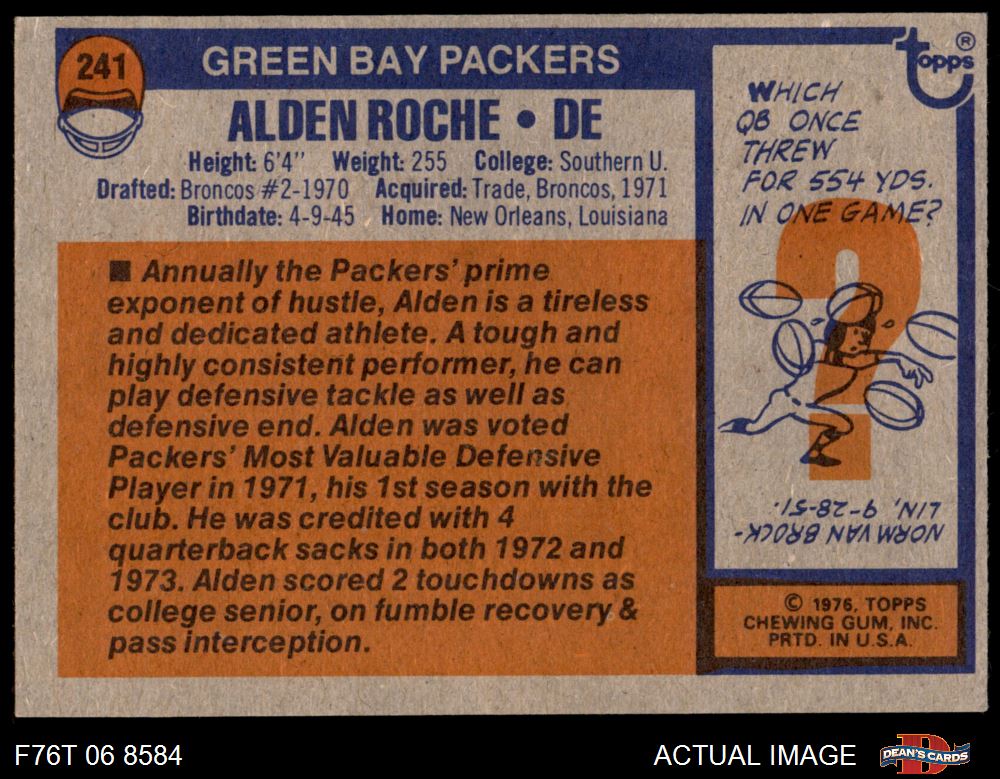 241
GREEN BAY PACKERS
ALDEN ROCHE • DE
Height: 6'4" Weight: 255 College: Southern U.
Drafted: Broncos #2-1970 Acquired: Trade, Broncos, 1971
Birthdate: 4-9-45 Home: New Orleans, Louisiana
■ Annually the Packers' prime
exponent of hustle, Alden is a tireless
and dedicated athlete. A tough and
highly consistent performer, he can
play defensive tackle as well as
defensive end. Alden was voted
Packers' Most Valuable Defensive
Player in 1971, his 1st season with the
club. He was credited with 4
quarterback sacks in both 1972 and
1973. Alden scored 2 touchdowns as
college senior, on fumble recovery &
pass interception.
topps®
WHICH
QB ONCE
THREW
FOR 554 YDS.
IN ONE GAME?
?
NORM VAN BROCK-
LIN, 9-28-51.
© 1976, TOPPS
CHEWING GUM, INC.
PRTD. IN U.S.A.
F76T 06 8584
ACTUAL IMAGE
DEAN'S CARDS